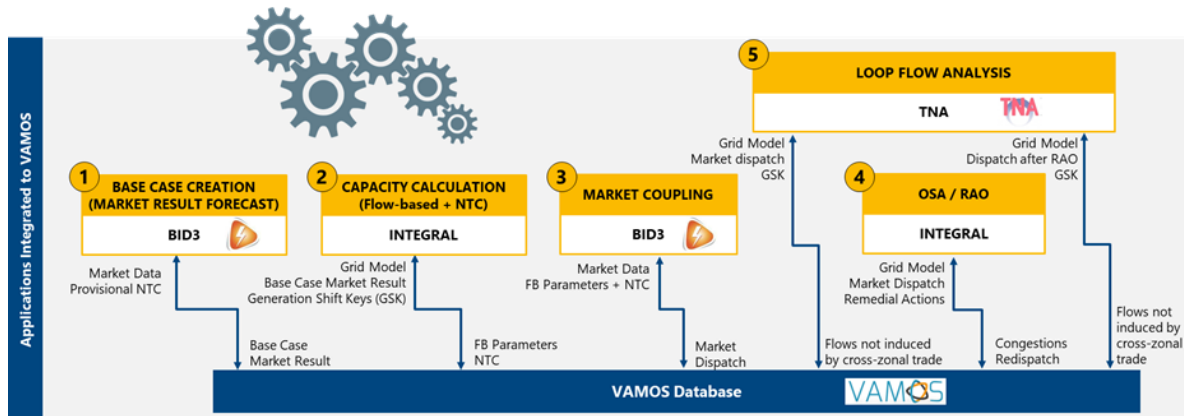 Applications Integrated to VAMOS
5
LOOP FLOW ANALYSIS
TNA
TNA
Grid Model
Market dispatch
GSK
Grid Model
Dispatch after RAO
GSK
1
BASE CASE CREATION
(MARKET RESULT FORECAST)
BID3
2
CAPACITY CALCULATION
(Flow-based + NTC)
INTEGRAL
3
MARKET COUPLING
BID3
4
OSA / RAO
INTEGRAL
Market Data
Provisional NTC
Grid Model
Base Case Market Result
Generation Shift Keys (GSK)
Market Data
FB Parameters + NTC
Grid Model
Market Dispatch
Remedial Actions
Base Case
Market Result
FB Parameters
NTC
Market
Dispatch
Flows not induced
by cross-zonal trade
Congestions
Redispatch
Flows not
induced by
cross-zonal
trade
VAMOS Database
VAMOS